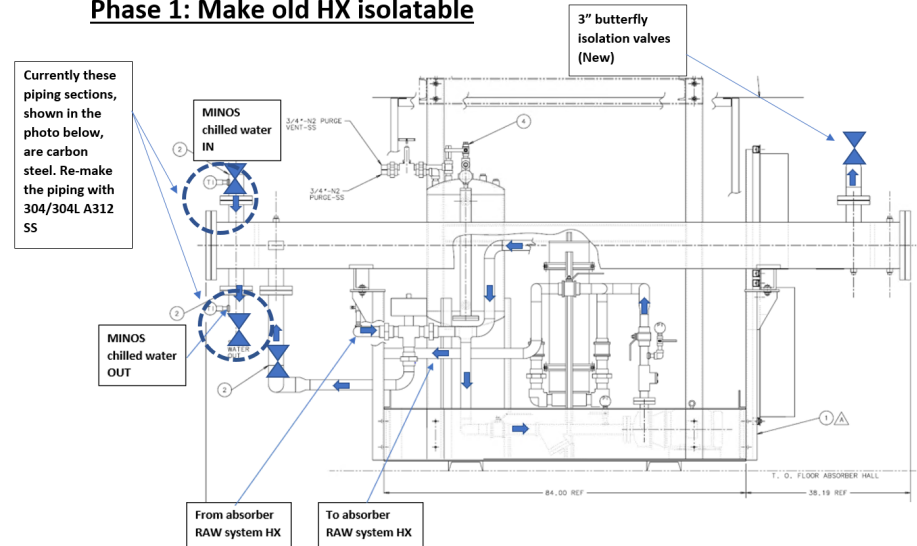 Phase 1: Make old HX isolatable
3” butterfly
isolation valves
(New)
Currently these
piping sections,
shown in the
photo below,
are carbon
steel. Re-make
the piping with
304/304L A312
SS
MINOS
chilled water
IN
3/4"-N2 PURGE
VENT-SS
4
2
3/4"-N2
PURGE-SS
2
MINOS
chilled water
OUT
WATER
OUT
2
1 A
T. O. FLOOR ABSORBER HALL
84.00 REF
38.19 REF
From absorber
RAW system HX
To absorber
RAW system HX